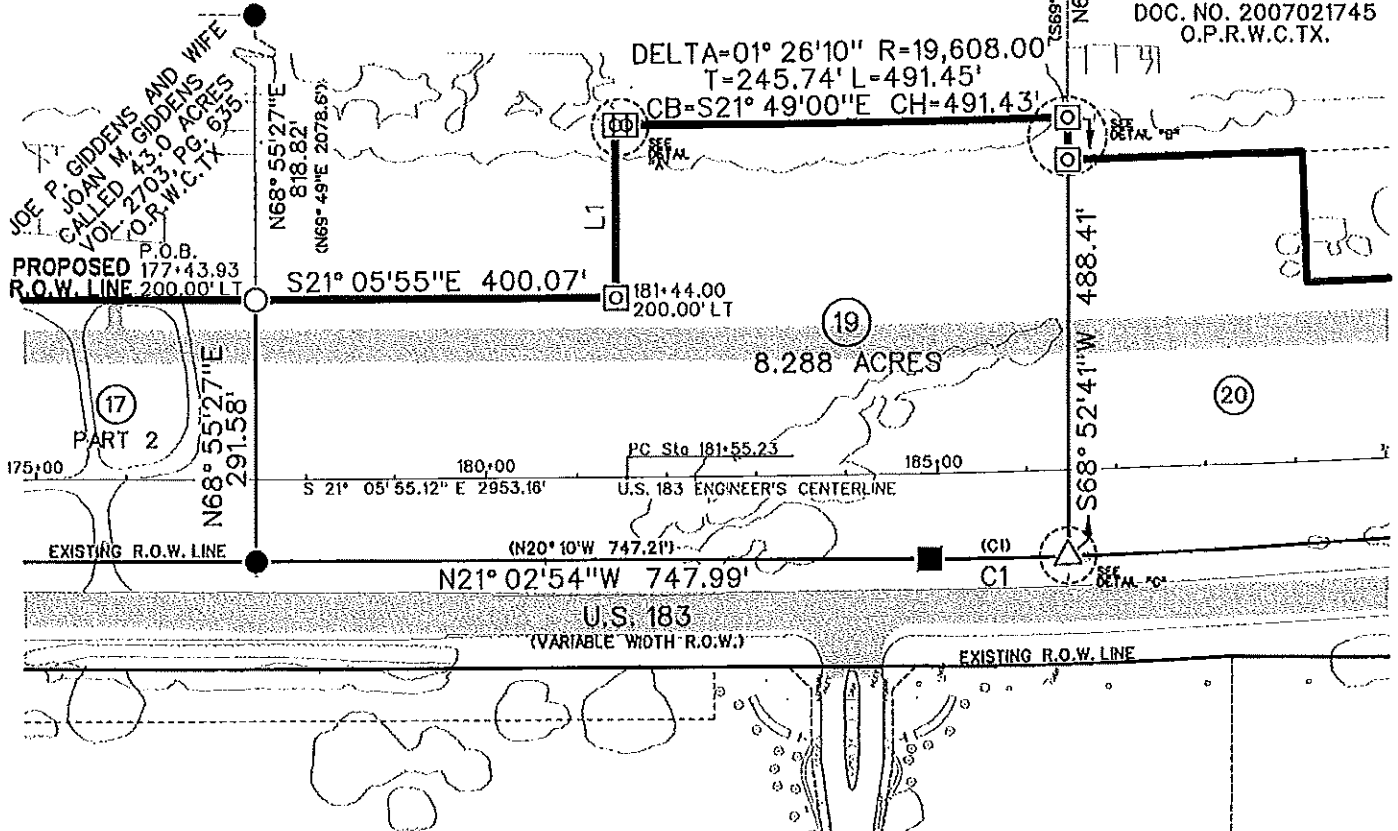 DOC. NO. 2007021745
O.P.R.W.C.TX.
JOE P. GIDDENS AND WIFE
JOAN M. GIDDENS
CALLED 43.0 ACRES
VOL. 2703, PG. 635
O.R.W.C.TX
N68° 55'27"E
818.82'
(N69° 49'E 2078.6')
DELTA=01° 26'10" R=19,608.00'
T=245.74' L=491.45'
CB=S21° 49'00"E CH=491.43'
SEE
DETAIL
"A"
SEE
DETAIL "B"
L1
P.O.B.
177+43.93
200.00' LT
PROPOSED
R.O.W. LINE
S21° 05'55"E 400.07'
181+44.00
200.00' LT
19
8.288 ACRES
S68° 52'41"W 488.41'
20
17
PART 2
N68° 55'27"E
291.58'
175+00
180+00
PC Sta 181+55.23
185+00
S 21° 05'55.12" E 2953.16'
U.S. 183 ENGINEER'S CENTERLINE
EXISTING R.O.W. LINE
(N20° 10'W 747.21')
N21° 02'54"W 747.99'
(C1)
C1
SEE
DETAIL "C"
U.S. 183
(VARIABLE WIDTH R.O.W.)
EXISTING R.O.W. LINE